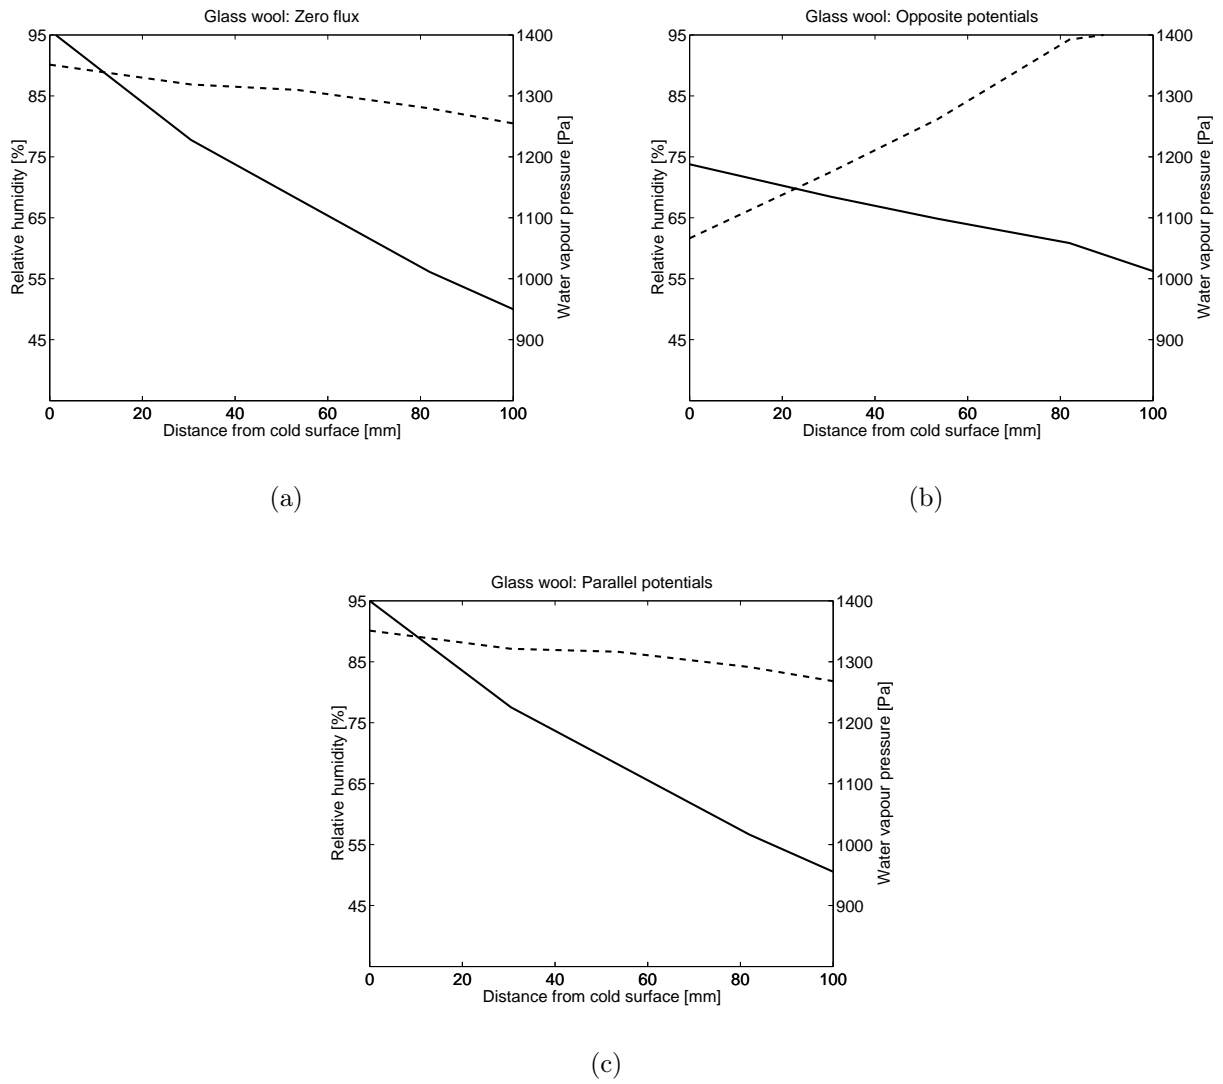 Glass wool: Zero flux
95
85
75
65
55
45
Relative humidity [%]
1400
1300
1200
1100
1000
900
Water vapour pressure [Pa]
0 20 40 60 80 100
Distance from cold surface [mm]
(a)
Glass wool: Opposite potentials
95
85
75
65
55
45
Relative humidity [%]
1400
1300
1200
1100
1000
900
Water vapour pressure [Pa]
0 20 40 60 80 100
Distance from cold surface [mm]
(b)
Glass wool: Parallel potentials
95
85
75
65
55
45
Relative humidity [%]
1400
1300
1200
1100
1000
900
Water vapour pressure [Pa]
0 20 40 60 80 100
Distance from cold surface [mm]
(c)